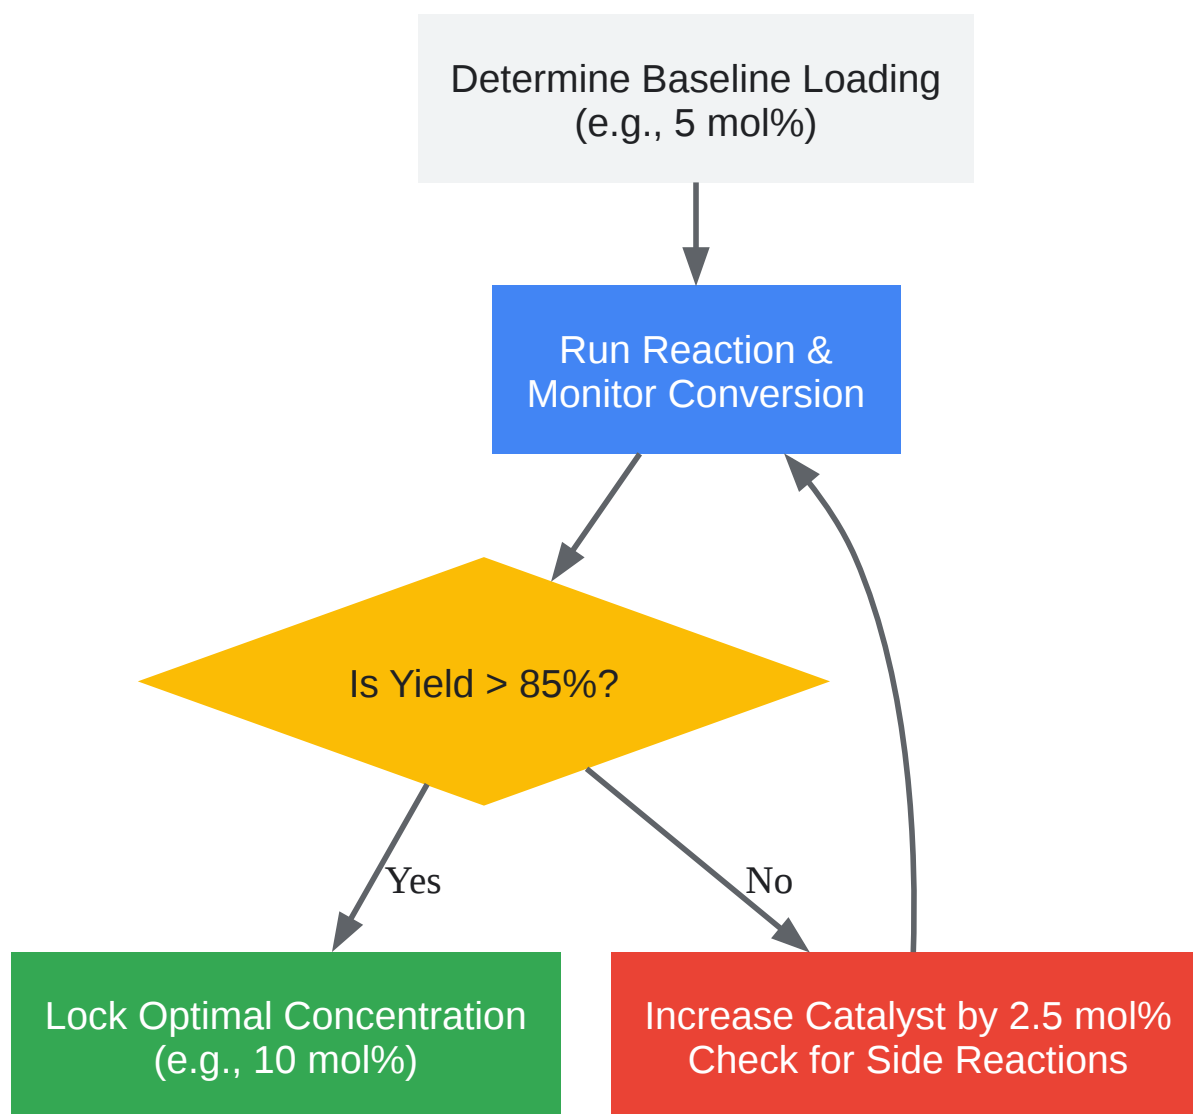 Determine Baseline Loading
(e.g., 5 mol%)
Run Reaction &
Monitor Conversion
Is Yield > 85%?
Yes
No
Lock Optimal Concentration
(e.g., 10 mol%)
Increase Catalyst by 2.5 mol%
Check for Side Reactions